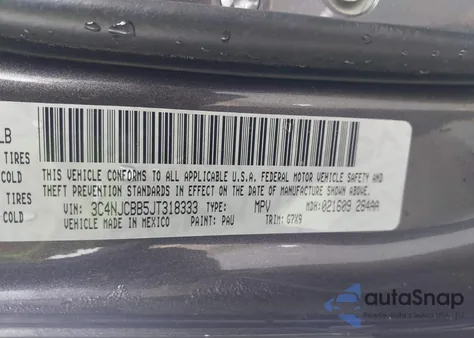 LB
TIRES
COLD
TIRES
COLD
THIS VEHICLE CONFORMS TO ALL APPLICABLE U.S.A. FEDERAL MOTOR VEHICLE SAFETY AND
THEFT PREVENTION STANDARDS IN EFFECT ON THE DATE OF MANUFACTURE SHOWN ABOVE.
VIN: 3C4NJCBB5JT318333 TYPE: MPV MDH: 021609 284AA
VEHICLE MADE IN MEXICO PAINT: PAU TRIM: G7X9
autoSnap